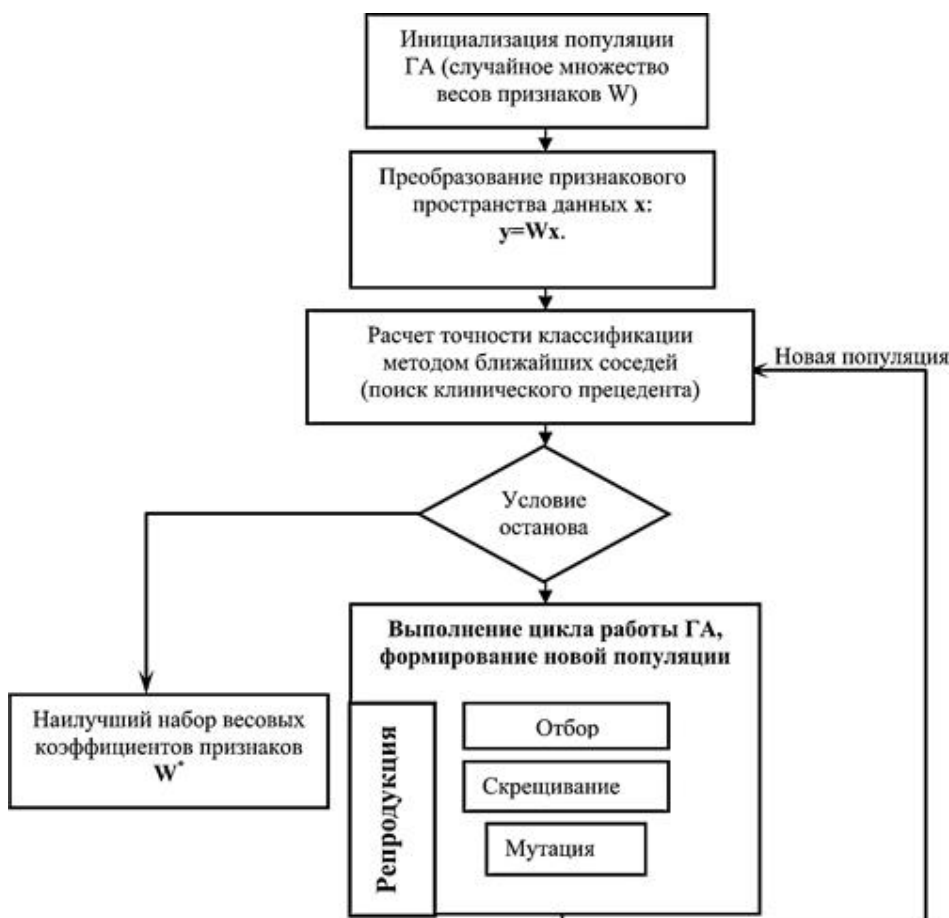 Инициализация популяции
ГА (случайное множество
весов признаков W)
Преобразование признакового
пространства данных x:
y=Wx.
Расчет точности классификации
методом ближайших соседей
(поиск клинического прецедента)
Новая популяция
Условие
останова
Выполнение цикла работы ГА,
формирование новой популяции
Наилучший набор весовых
коэффициентов признаков
W*
Репродукция
Отбор
Скрещивание
Мутация